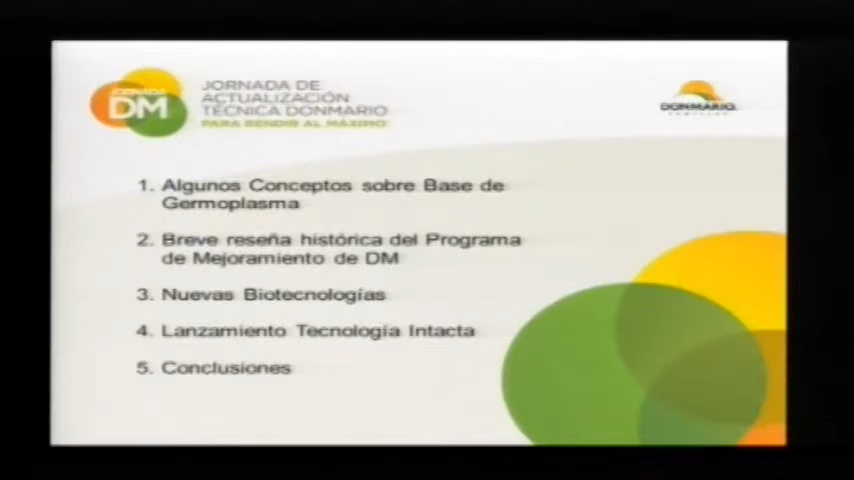 JORNADA
DM
JORNADA DE
ACTUALIZACIÓN
TÉCNICA DONMARIO
PARA RENDIR AL MÁXIMO
DONMARIO
1. Algunos Conceptos sobre Base de
Germoplasma
2. Breve reseña histórica del Programa
de Mejoramiento de DM
3. Nuevas Biotecnologías
4. Lanzamiento Tecnología Intacta
5. Conclusiones